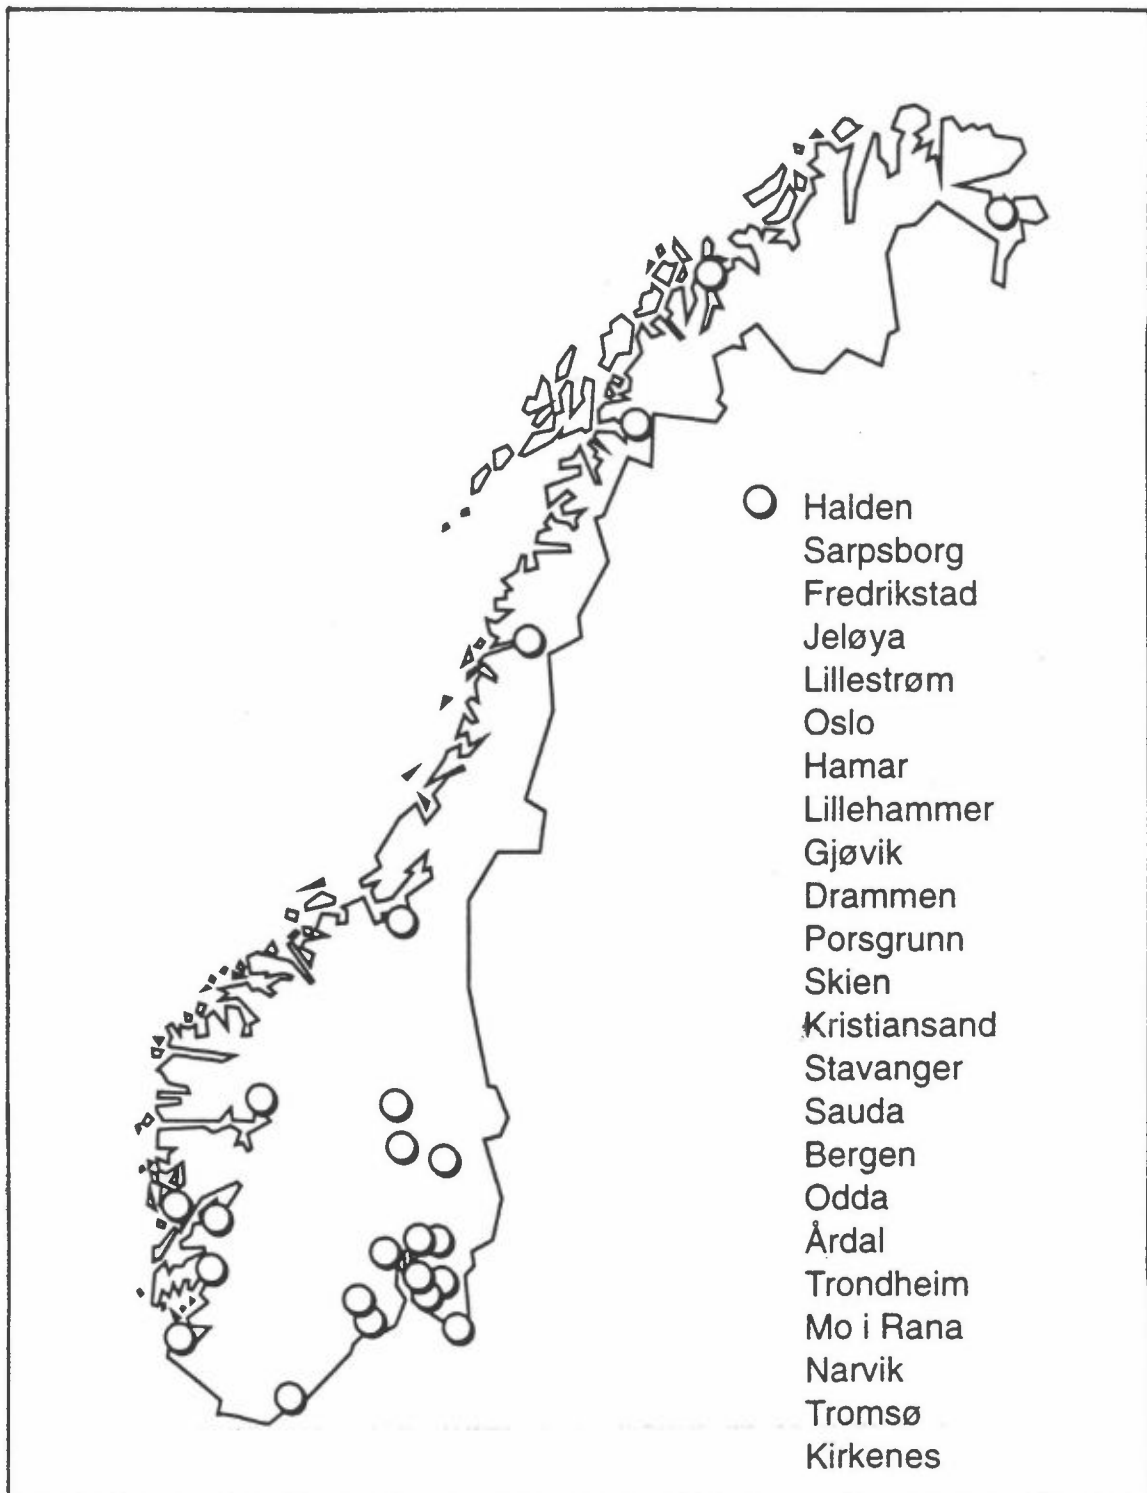 Halden
Sarpsborg
Fredrikstad
Jeløya
Lillestrøm
Oslo
Hamar
Lillehammer
Gjøvik
Drammen
Porsgrunn
Skien
Kristiansand
Stavanger
Sauda
Bergen
Odda
Årdal
Trondheim
Mo i Rana
Narvik
Tromsø
Kirkenes